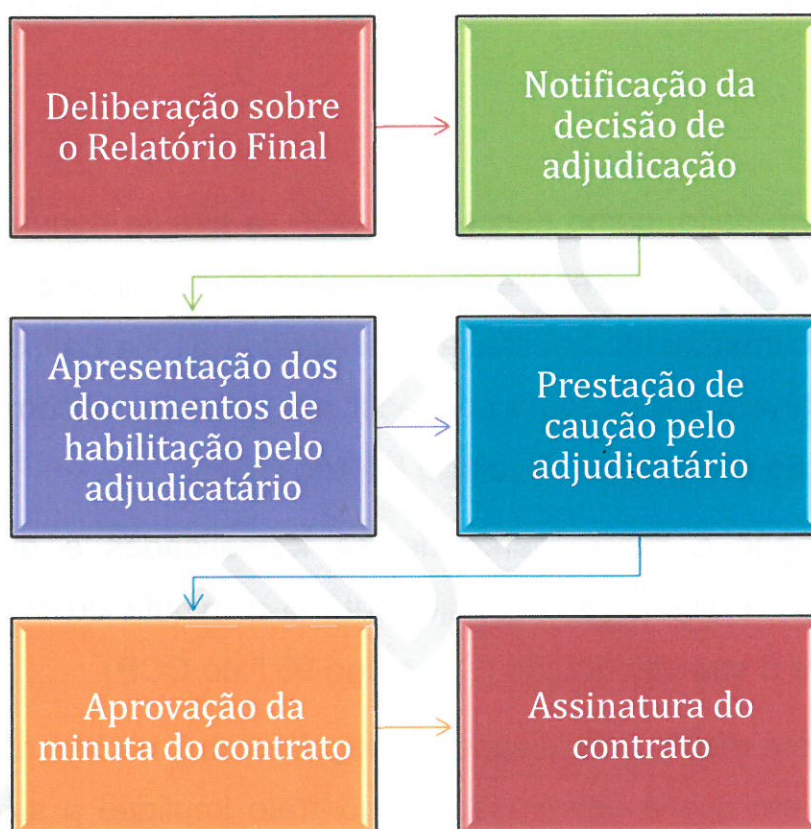 Deliberação sobre
o Relatório Final
Notificação da
decisão de
adjudicação
Apresentação dos
documentos de
habilitação pelo
adjudicatário
Prestação de
caução pelo
adjudicatário
Aprovação da
minuta do contrato
Assinatura do
contrato